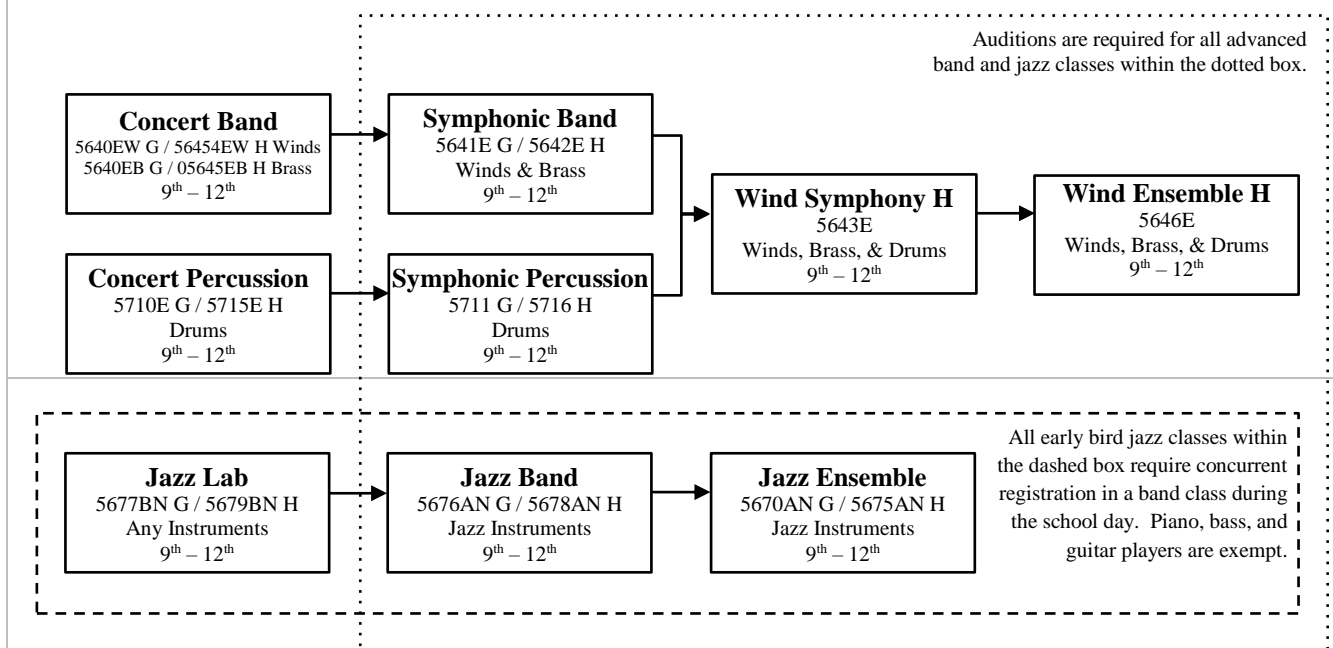 Auditions are required for all advanced
band and jazz classes within the dotted box.
Concert Band
5640EW G / 56454EW H Winds
5640EB G / 05645EB H Brass
9th – 12th
Symphonic Band
5641E G / 5642E H
Winds & Brass
9th – 12th
Wind Symphony H
5643E
Winds, Brass, & Drums
9th – 12th
Wind Ensemble H
5646E
Winds, Brass, & Drums
9th – 12th
Concert Percussion
5710E G / 5715E H
Drums
9th – 12th
Symphonic Percussion
5711 G / 5716 H
Drums
9th – 12th
Jazz Lab
5677BN G / 5679BN H
Any Instruments
9th – 12th
Jazz Band
5676AN G / 5678AN H
Jazz Instruments
9th – 12th
Jazz Ensemble
5670AN G / 5675AN H
Jazz Instruments
9th – 12th
All early bird jazz classes within
the dashed box require concurrent
registration in a band class during
the school day. Piano, bass, and
guitar players are exempt.